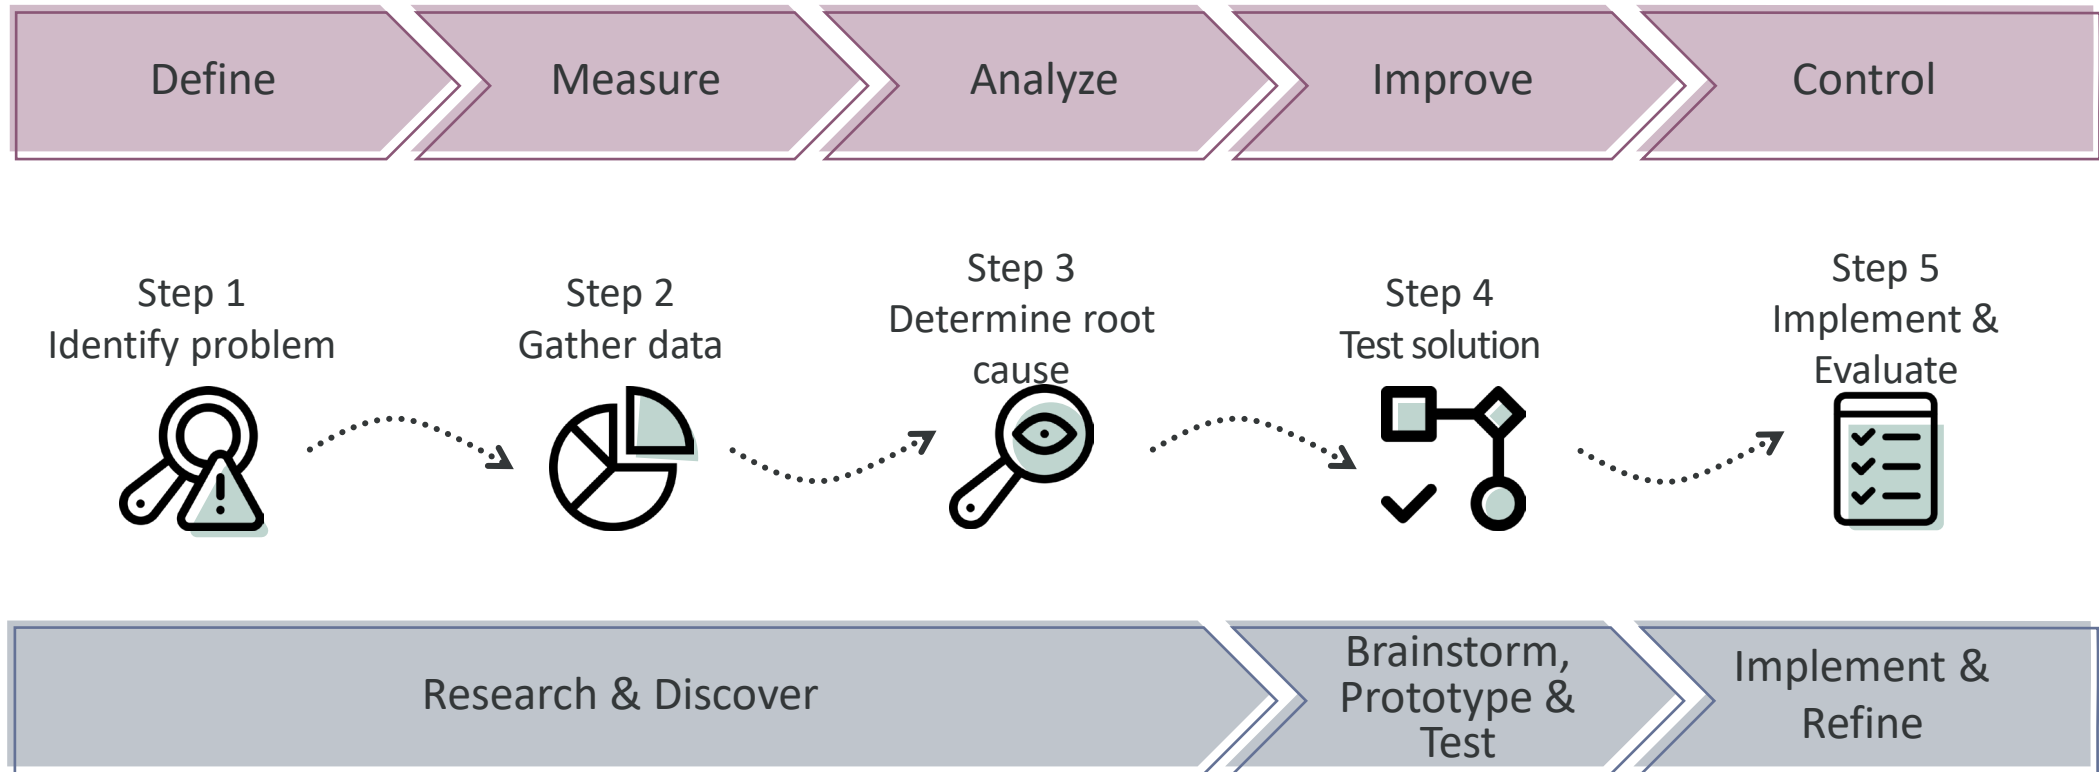 Define
Measure
Analyze
Improve
Control
Step 1
Identify problem
Step 2
Gather data
Step 3
Determine root
cause
Step 4
Test solution
Step 5
Implement &
Evaluate
Research & Discover
Brainstorm,
Prototype &
Test
Implement &
Refine